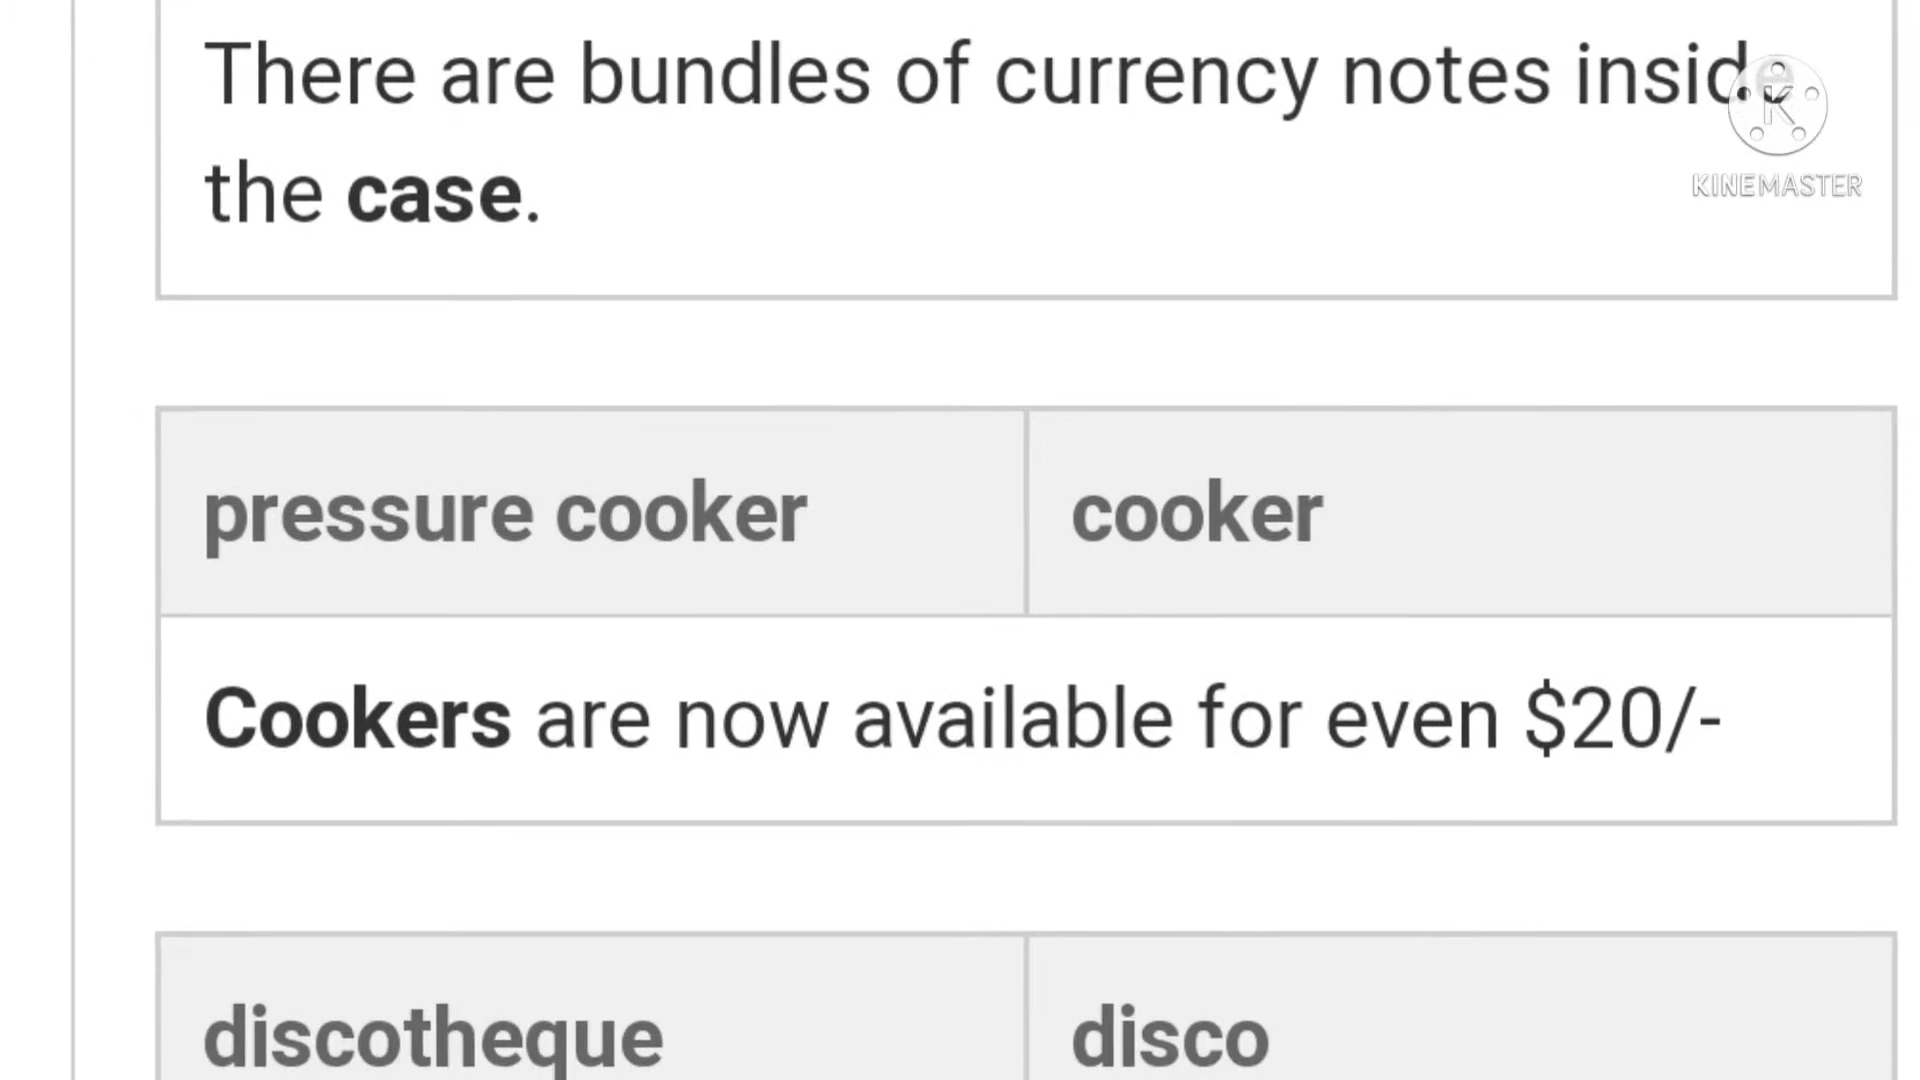 There are bundles of currency notes inside
the case.
KINEMASTER
pressure cooker
cooker
Cookers are now available for even $20/-
discotheque
disco